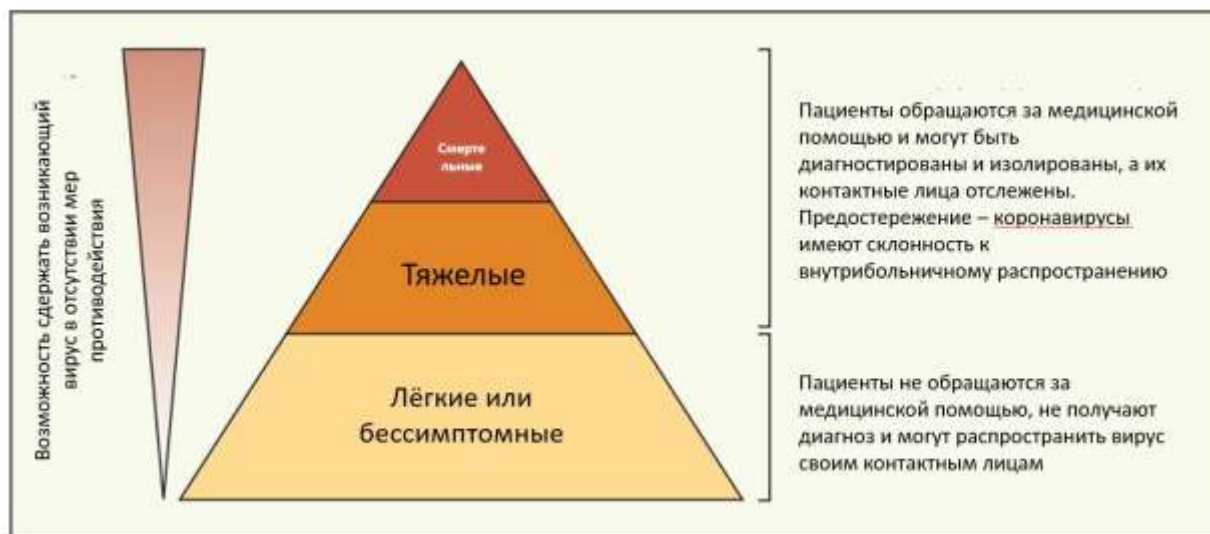 Возможность сдержать возникающий
вирус в отсутствии мер
противодействия
Смерте
льные
Тяжелые
Лёгкие или
бессимптомные
Пациенты обращаются за медицинской
помощью и могут быть
диагностированы и изолированы, а их
контактные лица отслежены.
Предостережение – коронавирусы
имеют склонность к
внутрибольничному распространению
Пациенты не обращаются за
медицинской помощью, не получают
диагноз и могут распространить вирус
своим контактным лицам